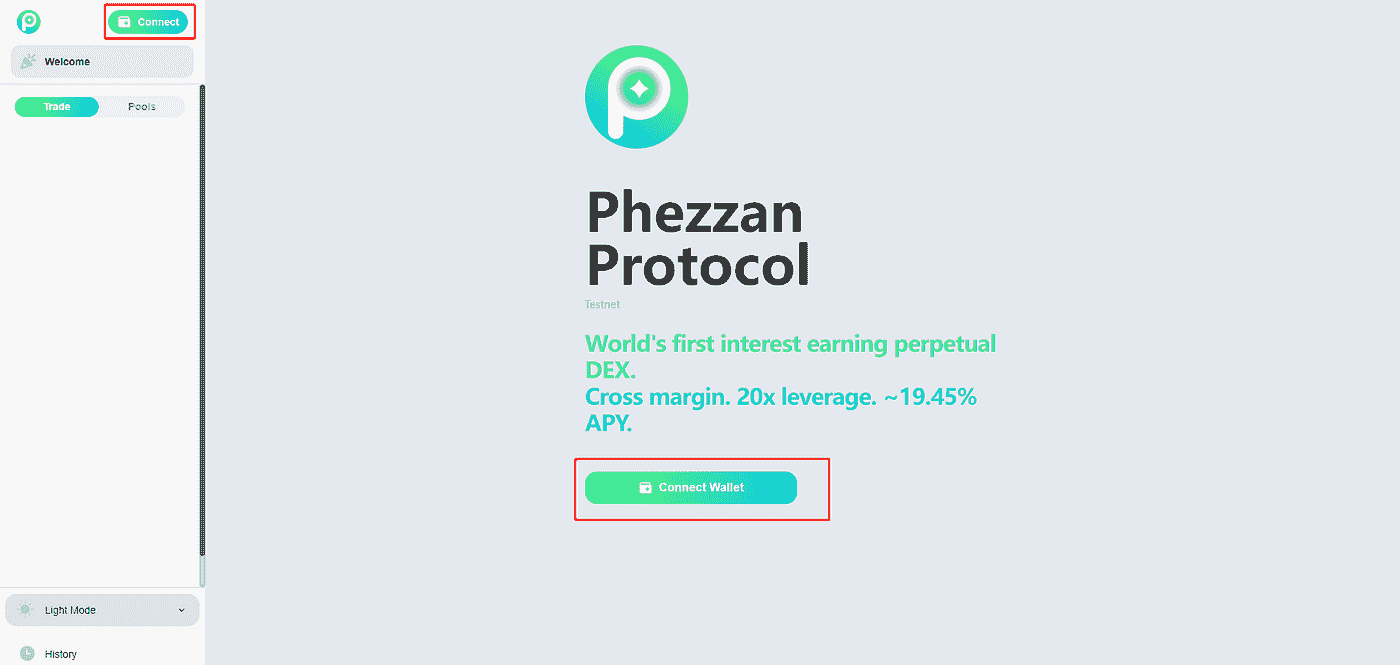 Connect
Welcome
Trade
Pools
Phezzan
Protocol
Testnet
World's first interest earning perpetual
DEX.
Cross margin. 20x leverage. ~19.45%
APY.
Connect Wallet
Light Mode
History